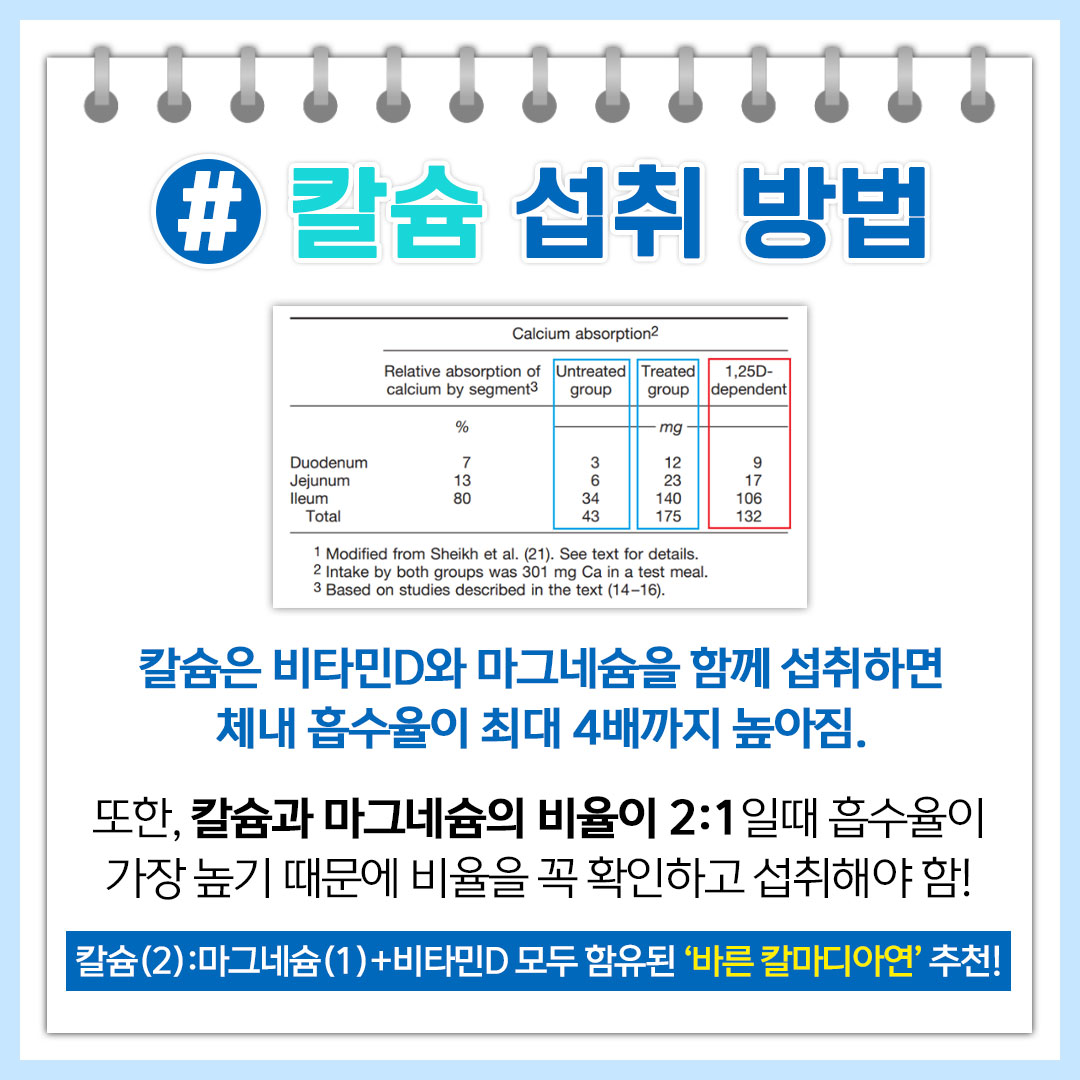 # 칼슘 섭취 방법
Calcium absorption2
Relative absorption of calcium by segment3 Untreated group Treated group 1,25D-dependent
% mg
Duodenum 7 3 12 9
Jejunum 13 6 23 17
Ileum 80 34 140 106
Total 43 175 132
1 Modified from Sheikh et al. (21). See text for details.
2 Intake by both groups was 301 mg Ca in a test meal.
3 Based on studies described in the text (14–16).
칼슘은 비타민D와 마그네슘을 함께 섭취하면
체내 흡수율이 최대 4배까지 높아짐.
또한, 칼슘과 마그네슘의 비율이 2:1일때 흡수율이
가장 높기 때문에 비율을 꼭 확인하고 섭취해야 함!
칼슘(2):마그네슘(1)+비타민D 모두 함유된 ‘바른 칼마디아연’ 추천!